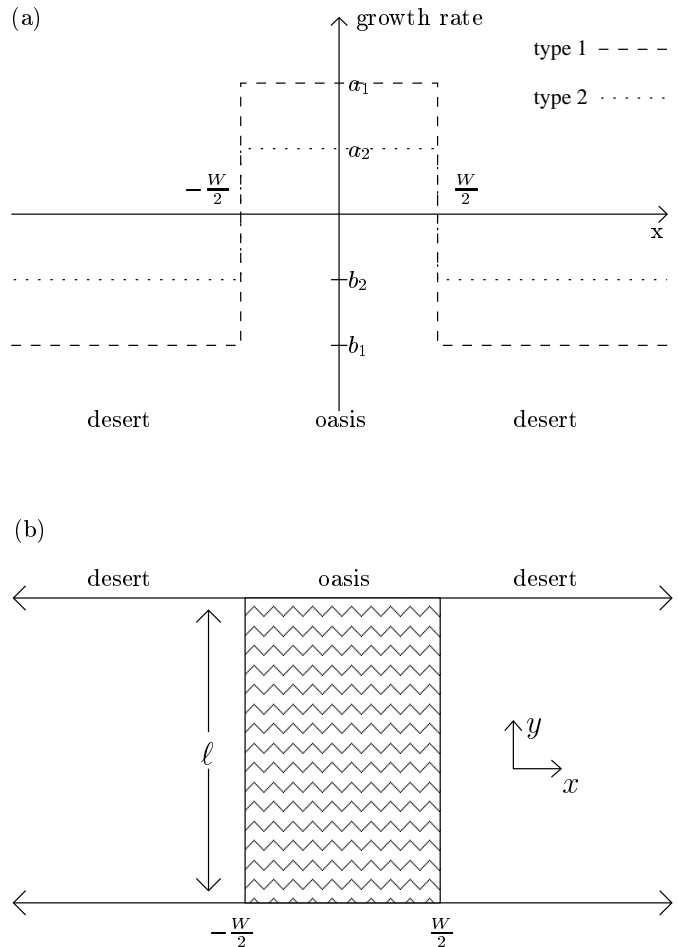 (a)
growth rate
type 1
type 2
a₁
a₂
−W/2
W/2
x
b₂
b₁
desert oasis desert
(b)
desert oasis desert
ℓ
y
x
−W/2
W/2